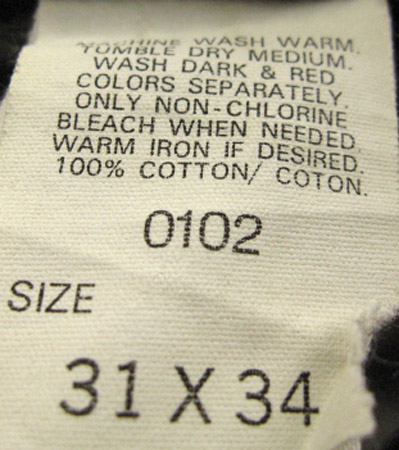 MACHINE WASH WARM.
TUMBLE DRY MEDIUM.
WASH DARK & RED
COLORS SEPARATELY.
ONLY NON-CHLORINE
BLEACH WHEN NEEDED.
WARM IRON IF DESIRED.
100% COTTON/ COTON.
0102
SIZE
31 X 34